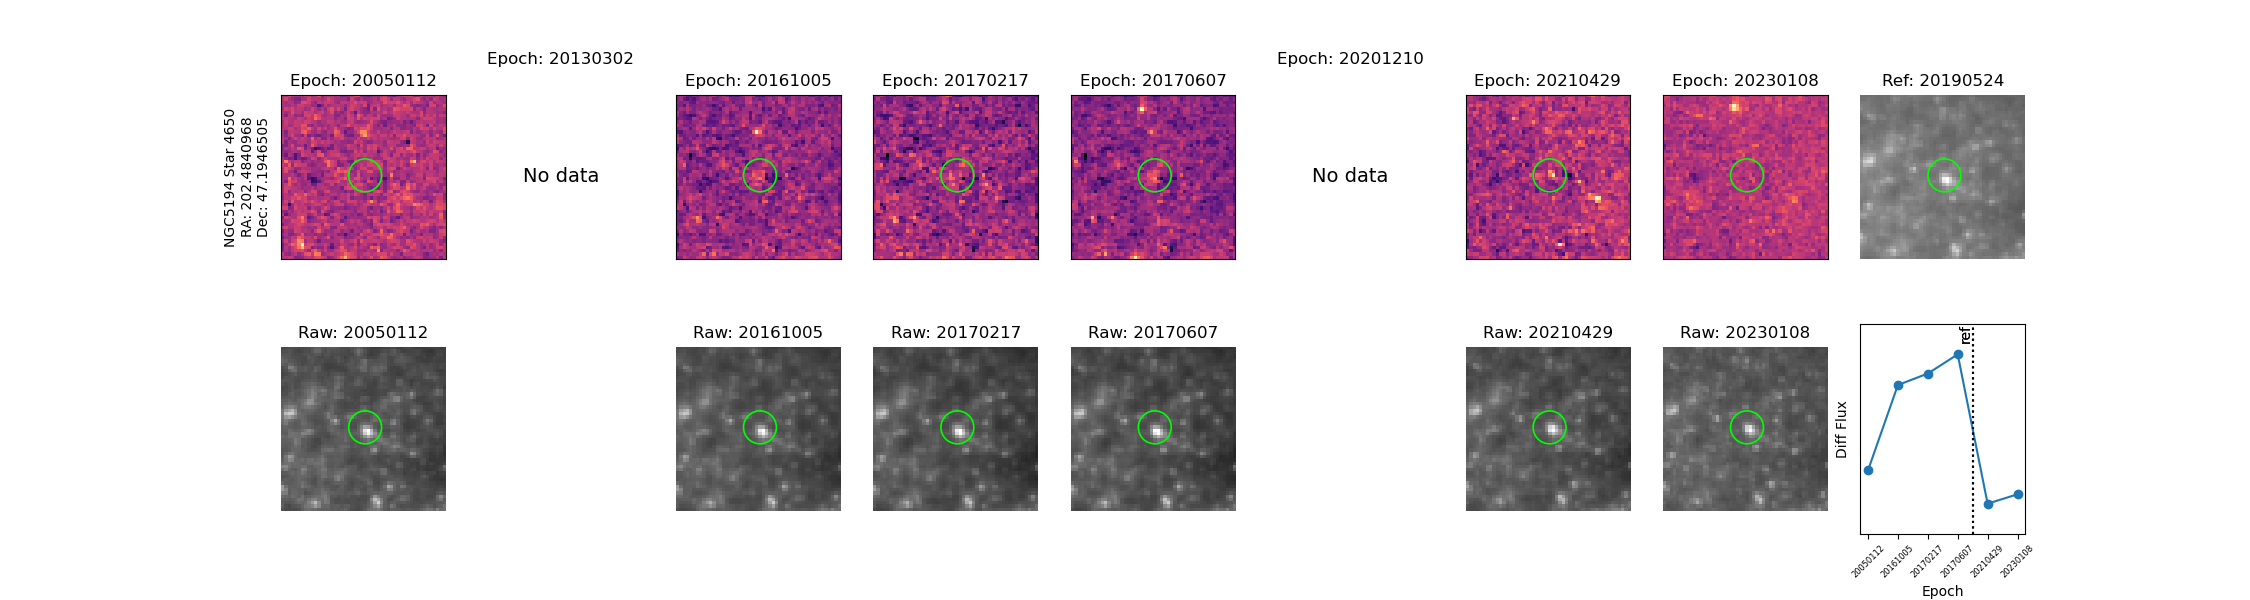 Epoch: 20130302
Epoch: 20201210
Epoch: 20050112
Epoch: 20161005
Epoch: 20170217
Epoch: 20170607
Epoch: 20210429
Epoch: 20230108
Ref: 20190524
NGC5194 Star 4650
RA: 202.4840968
Dec: 47.1946505
No data
No data
Raw: 20050112
Raw: 20161005
Raw: 20170217
Raw: 20170607
Raw: 20210429
Raw: 20230108
ref
Diff Flux
20050112
20161005
20170217
20170607
20210429
20230108
Epoch